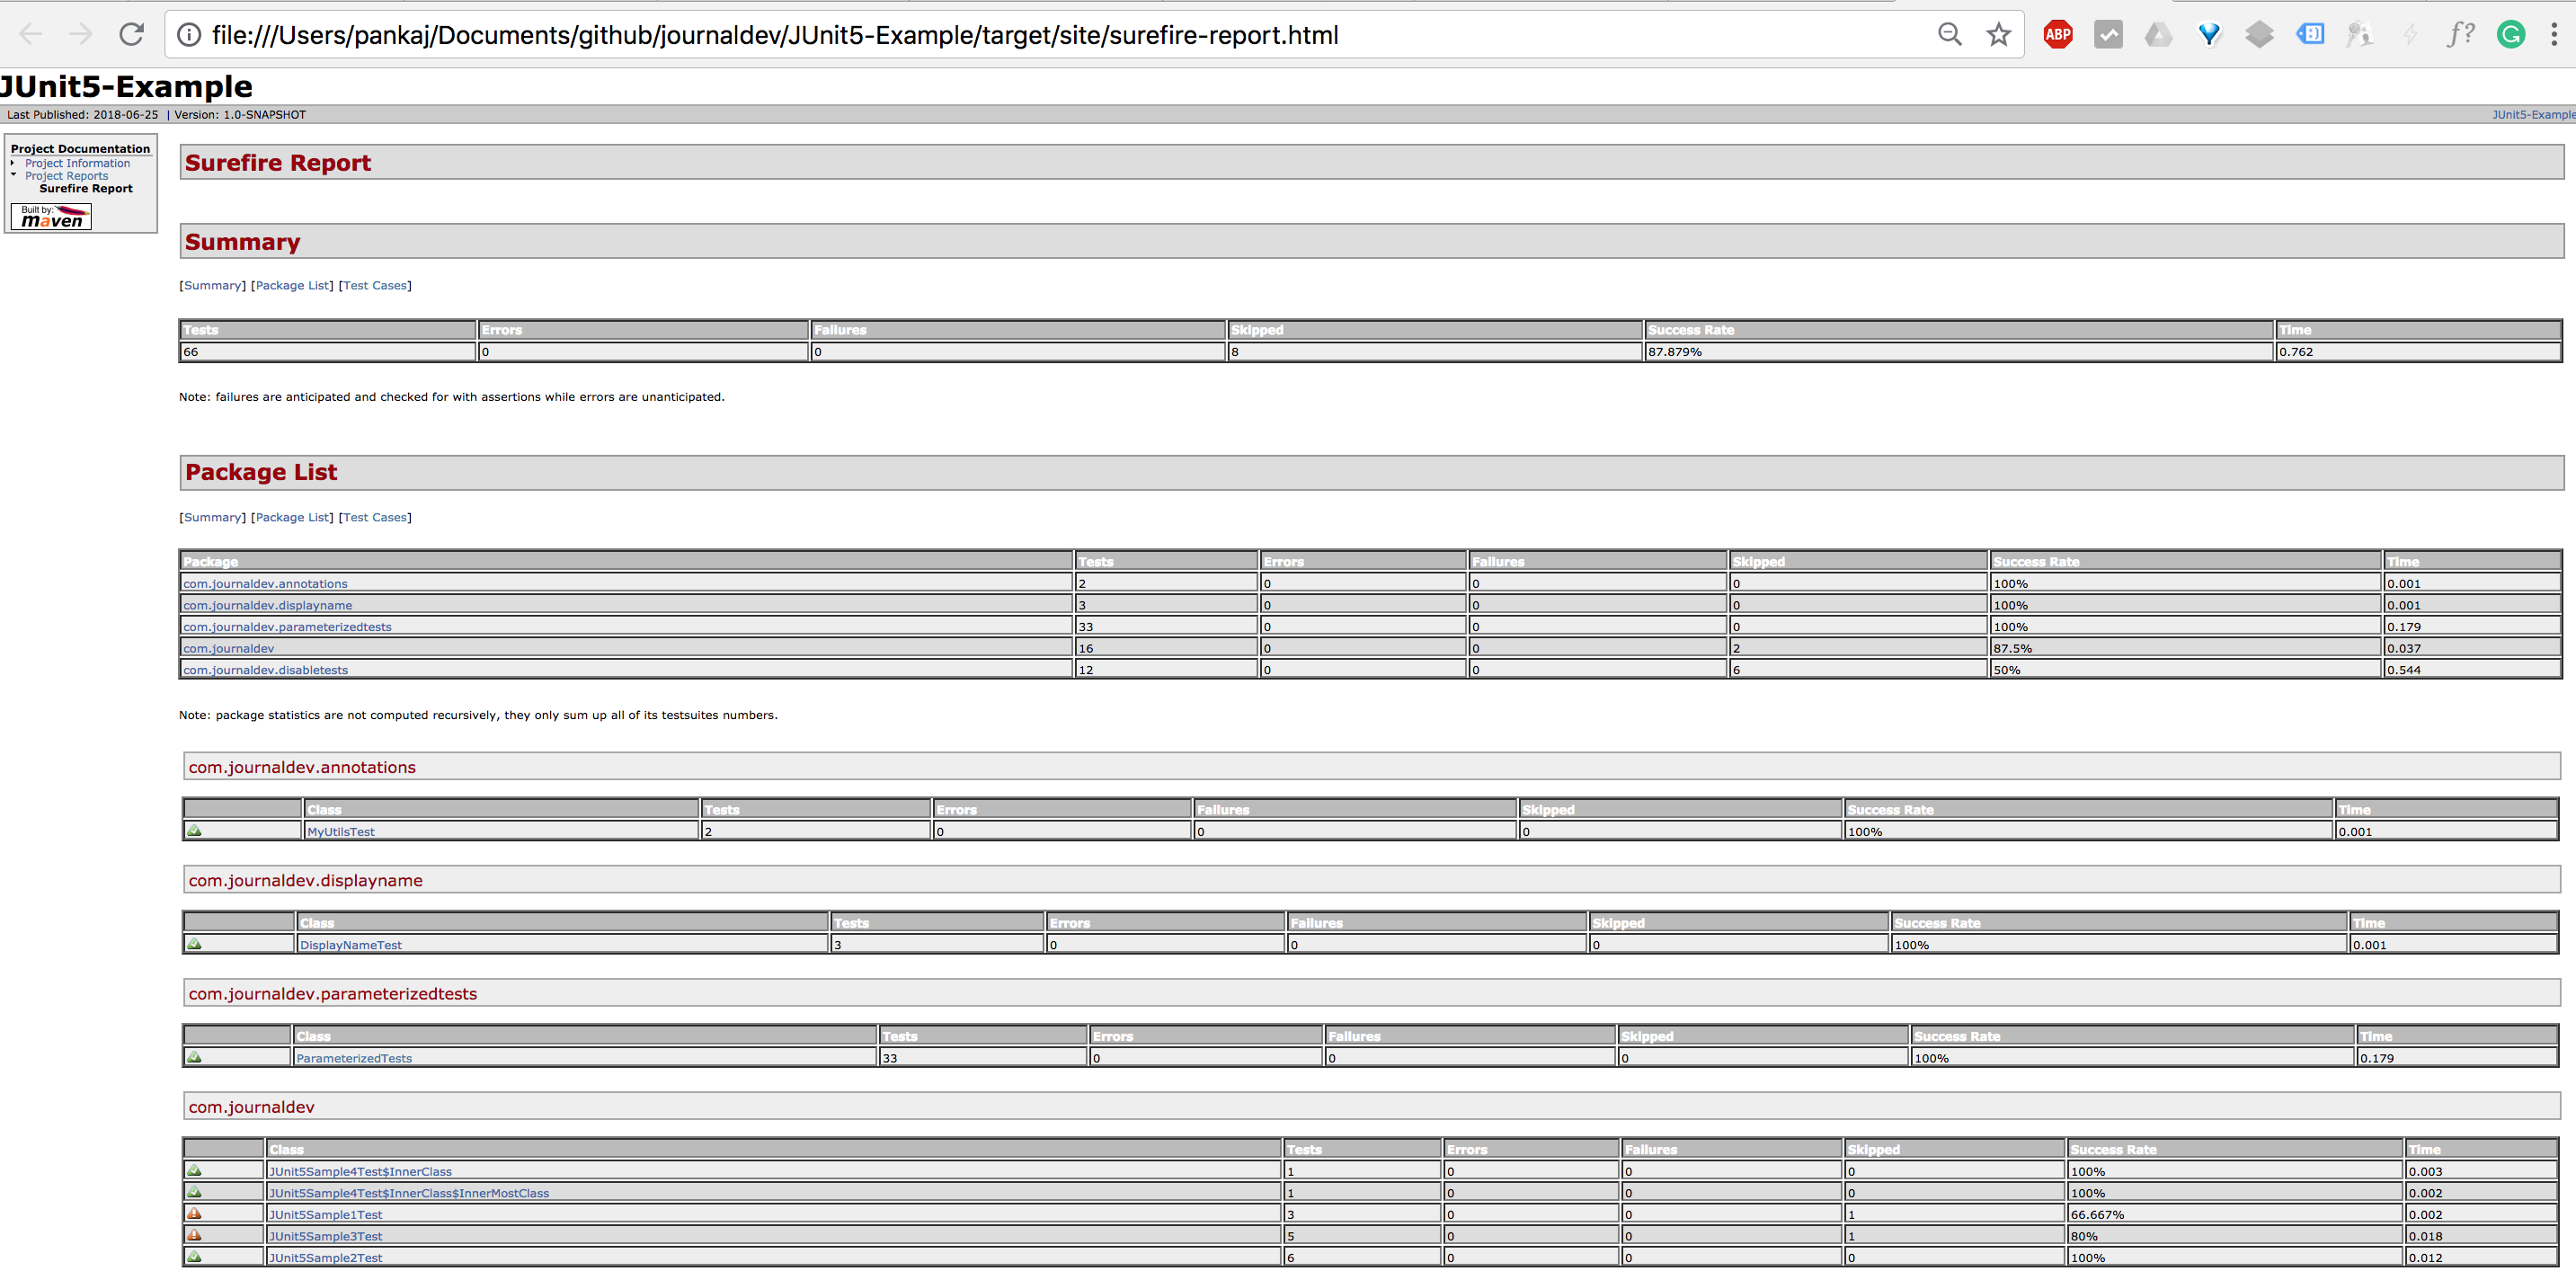 file:///Users/pankaj/Documents/github/journaldev/JUnit5-Example/target/site/surefire-report.html
ABP
f?
JUnit5-Example
Last Published: 2018-06-25 | Version: 1.0-SNAPSHOT
JUnit5-Example
Project Documentation
Project Information
Project Reports
Surefire Report
Built by:
maven
Surefire Report
Summary
[Summary] [Package List] [Test Cases]
Tests Errors Failures Skipped Success Rate Time
66 0 0 8 87.879% 0.762
Note: failures are anticipated and checked for with assertions while errors are unanticipated.
Package List
[Summary] [Package List] [Test Cases]
Package Tests Errors Failures Skipped Success Rate Time
com.journaldev.annotations 2 0 0 0 100% 0.001
com.journaldev.displayname 3 0 0 0 100% 0.001
com.journaldev.parameterizedtests 33 0 0 0 100% 0.179
com.journaldev 16 0 0 2 87.5% 0.037
com.journaldev.disabletests 12 0 0 6 50% 0.544
Note: package statistics are not computed recursively, they only sum up all of its testsuites numbers.
com.journaldev.annotations
Class Tests Errors Failures Skipped Success Rate Time
MyUtilsTest 2 0 0 0 100% 0.001
com.journaldev.displayname
Class Tests Errors Failures Skipped Success Rate Time
DisplayNameTest 3 0 0 0 100% 0.001
com.journaldev.parameterizedtests
Class Tests Errors Failures Skipped Success Rate Time
ParameterizedTests 33 0 0 0 100% 0.179
com.journaldev
Class Tests Errors Failures Skipped Success Rate Time
JUnit5Sample4Test$InnerClass 1 0 0 0 100% 0.003
JUnit5Sample4Test$InnerClass$InnerMostClass 1 0 0 0 100% 0.002
JUnit5Sample1Test 3 0 0 1 66.667% 0.002
JUnit5Sample3Test 5 0 0 1 80% 0.018
JUnit5Sample2Test 6 0 0 0 100% 0.012